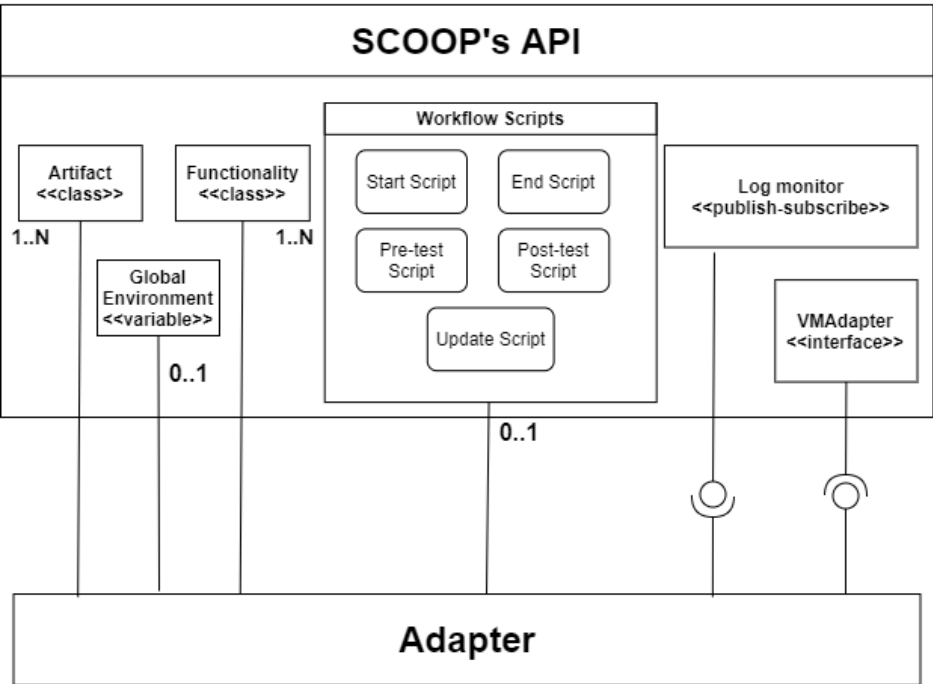 SCOOP's API
Workflow Scripts
Artifact
<<class>>
Functionality
<<class>>
Start Script
End Script
Log monitor
<<publish-subscribe>>
1..N
1..N
Pre-test
Script
Post-test
Script
Global
Environment
<<variable>>
VMAdapter
<<interface>>
Update Script
0..1
0..1
Adapter